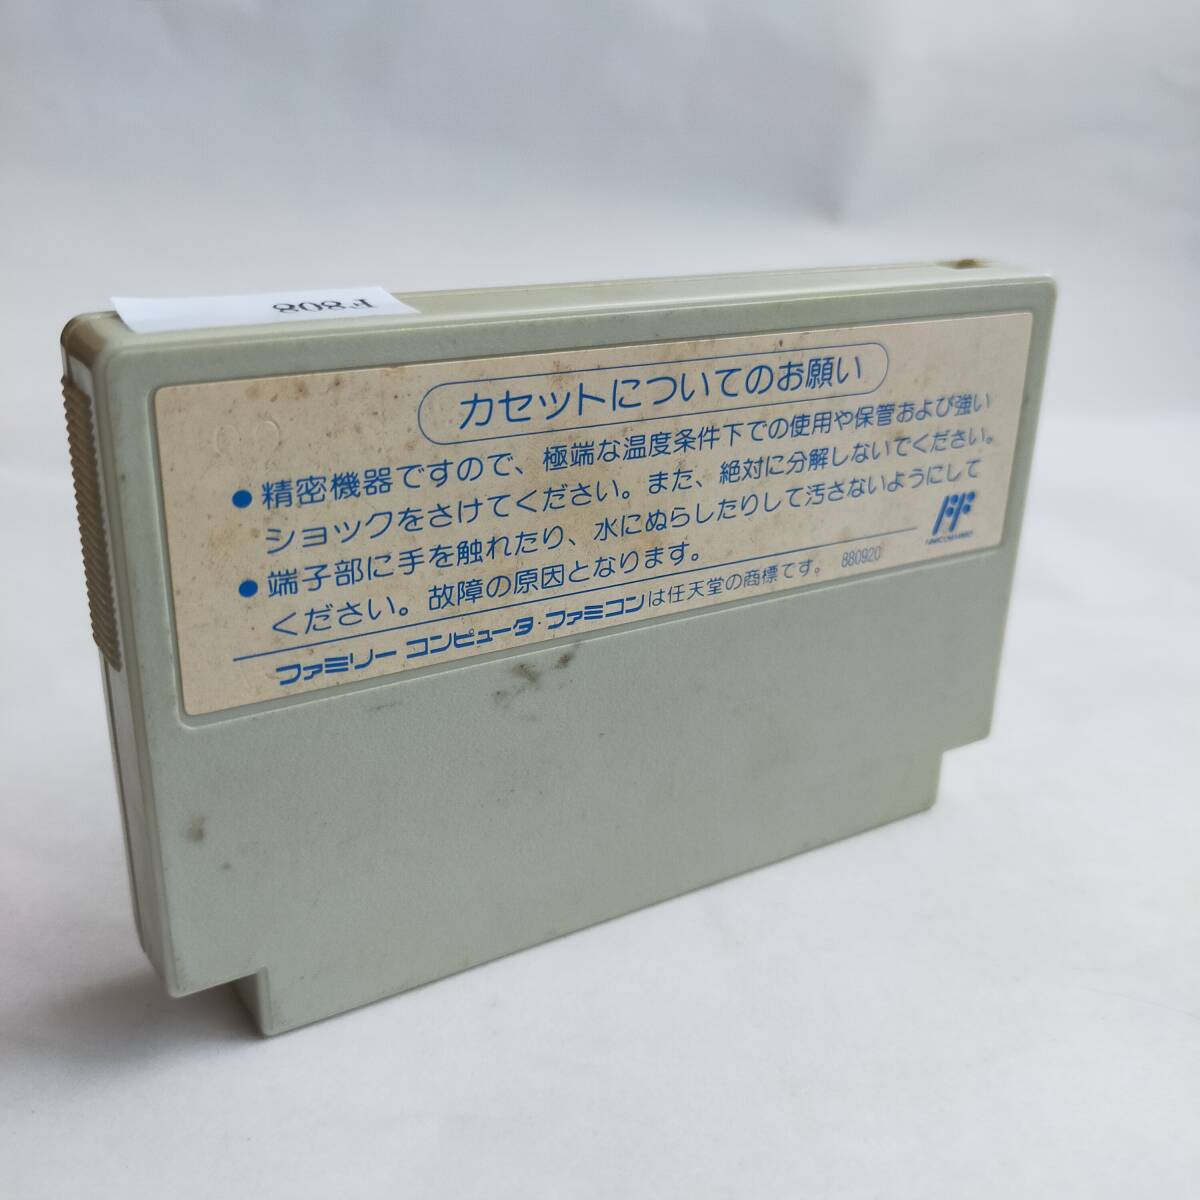 F808
カセットについてのお願い
●精密機器ですので、極端な温度条件下での使用や保管および強い
ショックをさけてください。また、絶対に分解しないでください。
●端子部に手を触れたり、水にぬらしたりして汚さないようにして
ください。故障の原因となります。
ファミリーコンピュータ・ファミコンは任天堂の商標です。 880920